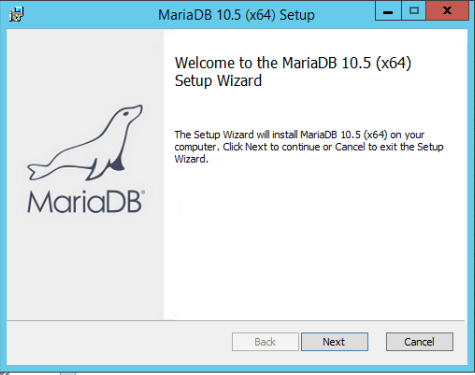 MariaDB 10.5 (x64) Setup
Welcome to the MariaDB 10.5 (x64)
Setup Wizard
The Setup Wizard will install MariaDB 10.5 (x64) on your
computer. Click Next to continue or Cancel to exit the Setup
Wizard.
MariaDB
Back
Next
Cancel